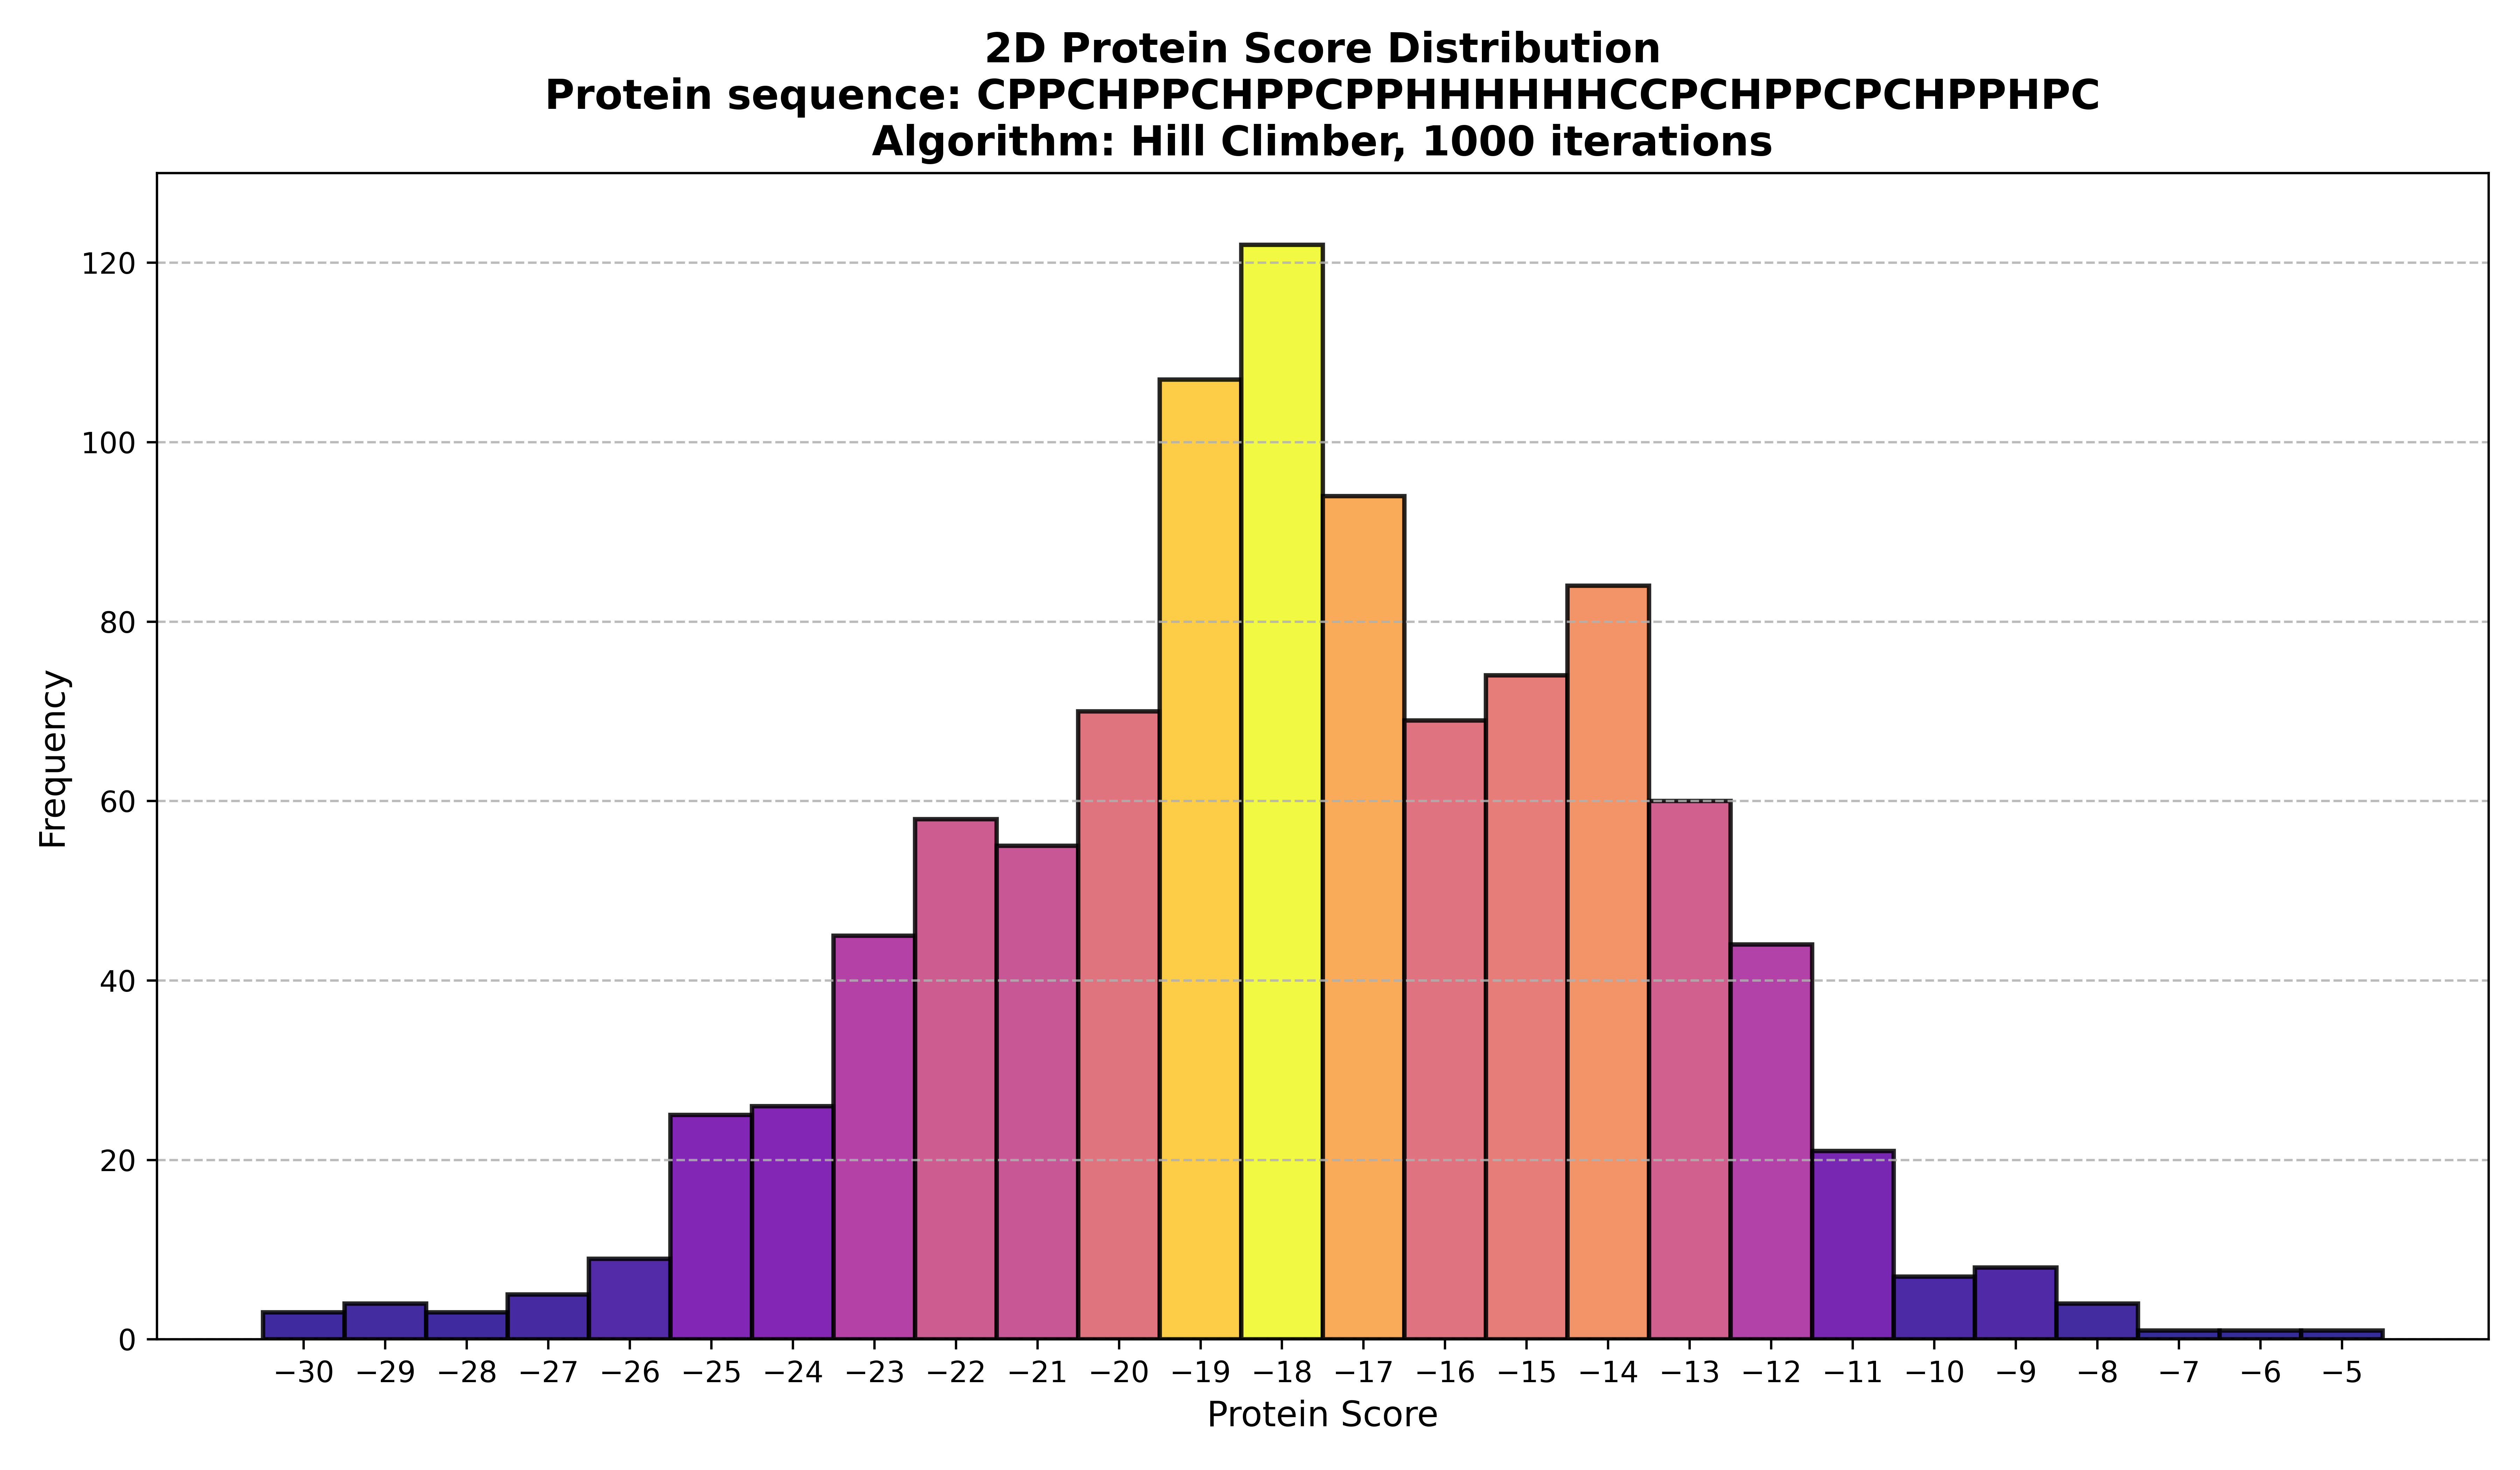 2D Protein Score Distribution
Protein sequence: CPPCHPPCHPPCPPHHHHHHHCCPCHPPCPCHPPHPC
Algorithm: Hill Climber, 1000 iterations
120
100
80
60
40
20
0
Frequency
−30 −29 −28 −27 −26 −25 −24 −23 −22 −21 −20 −19 −18 −17 −16 −15 −14 −13 −12 −11 −10 −9 −8 −7 −6 −5
Protein Score